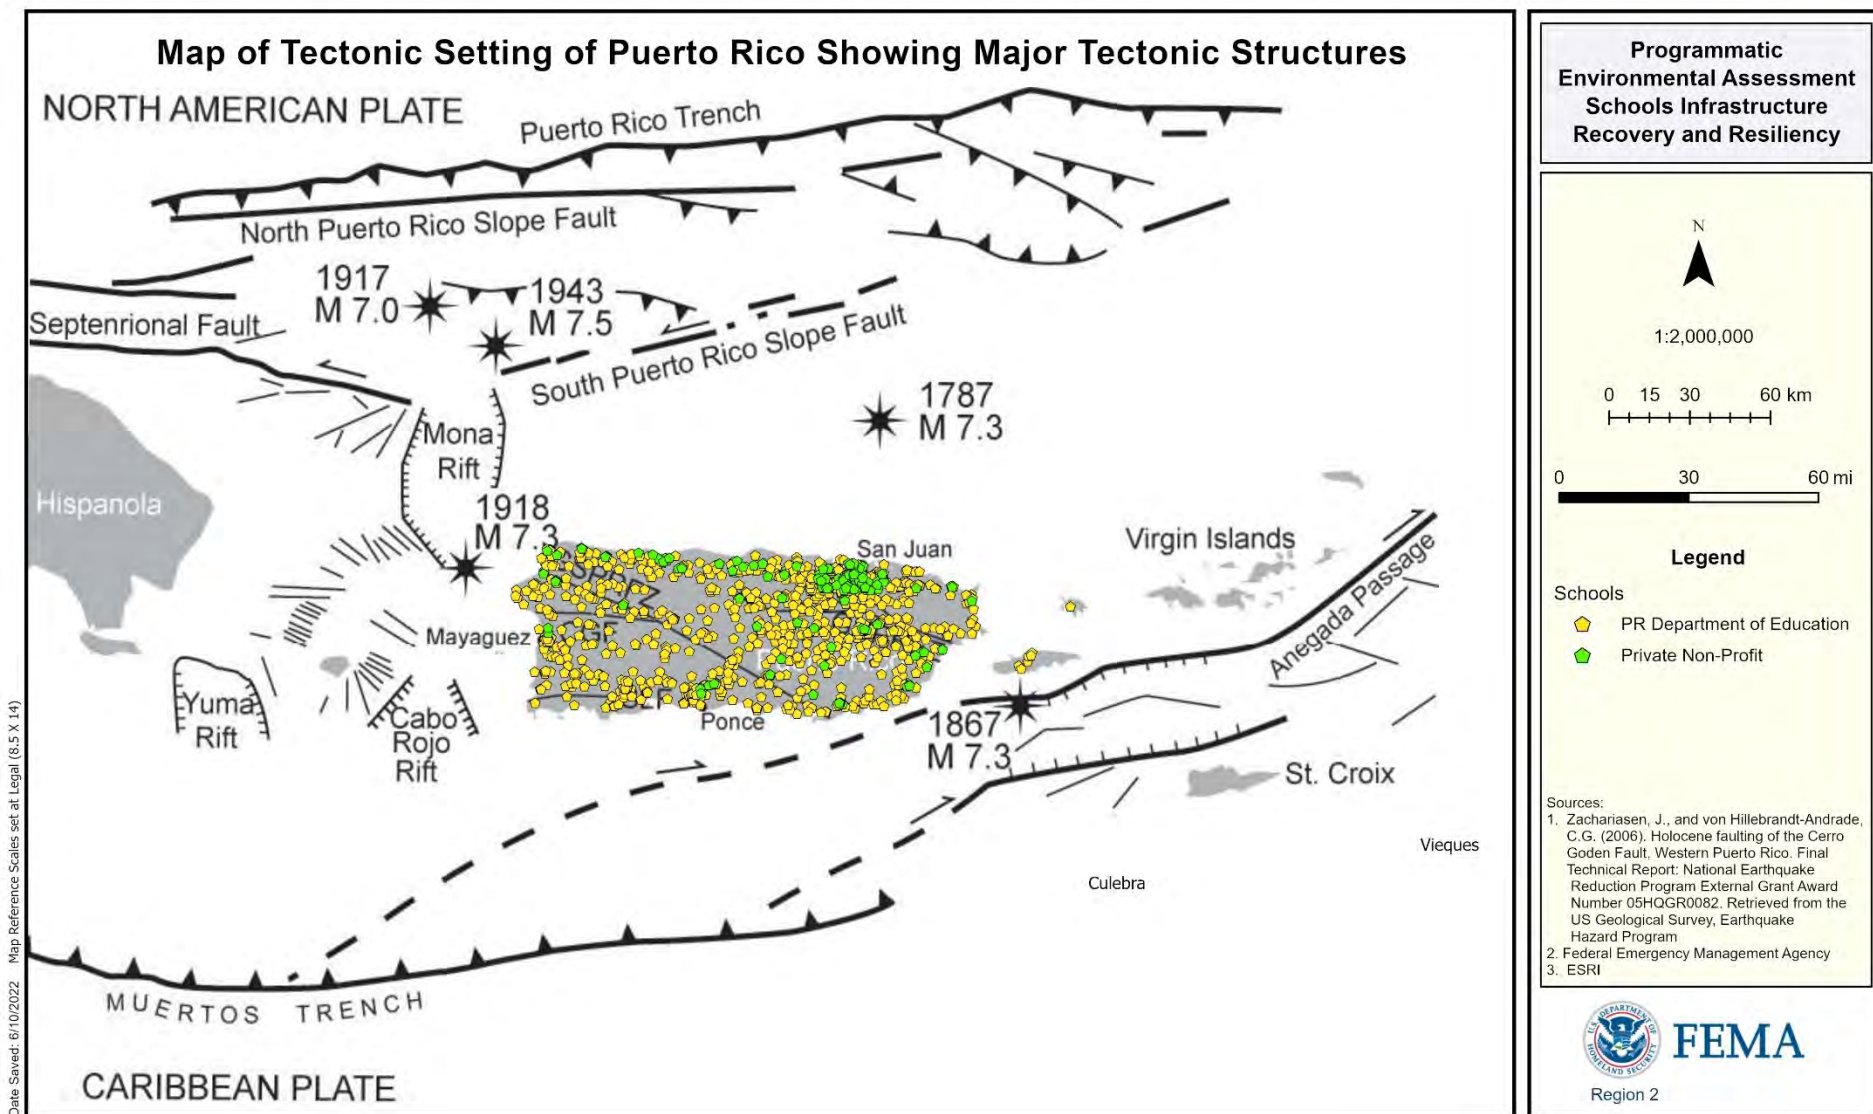 Map of Tectonic Setting of Puerto Rico Showing Major Tectonic Structures
NORTH AMERICAN PLATE
Puerto Rico Trench
North Puerto Rico Slope Fault
1917
M 7.0
1943
M 7.5
Septenrional Fault
South Puerto Rico Slope Fault
1787
M 7.3
Mona
Rift
Hispanola
1918
M 7.3
San Juan
Virgin Islands
Anegada Passage
Mayaguez
Yuma
Rift
Cabo
Rojo
Rift
Ponce
1867
M 7.3
St. Croix
Vieques
Culebra
MUERTOS TRENCH
CARIBBEAN PLATE
Date Saved: 6/10/2022 Map Reference Scales set at Legal (8.5 X 14)
Programmatic
Environmental Assessment
Schools Infrastructure
Recovery and Resiliency
N
1:2,000,000
0 15 30 60 km
0 30 60 mi
Legend
Schools
PR Department of Education
Private Non-Profit
Sources:
1. Zachariasen, J., and von Hillebrandt-Andrade,
C.G. (2006). Holocene faulting of the Cerro
Goden Fault, Western Puerto Rico. Final
Technical Report: National Earthquake
Reduction Program External Grant Award
Number 05HQGR0082. Retrieved from the
US Geological Survey, Earthquake
Hazard Program
2. Federal Emergency Management Agency
3. ESRI
U.S. DEPARTMENT OF
HOMELAND SECURITY
FEMA
Region 2